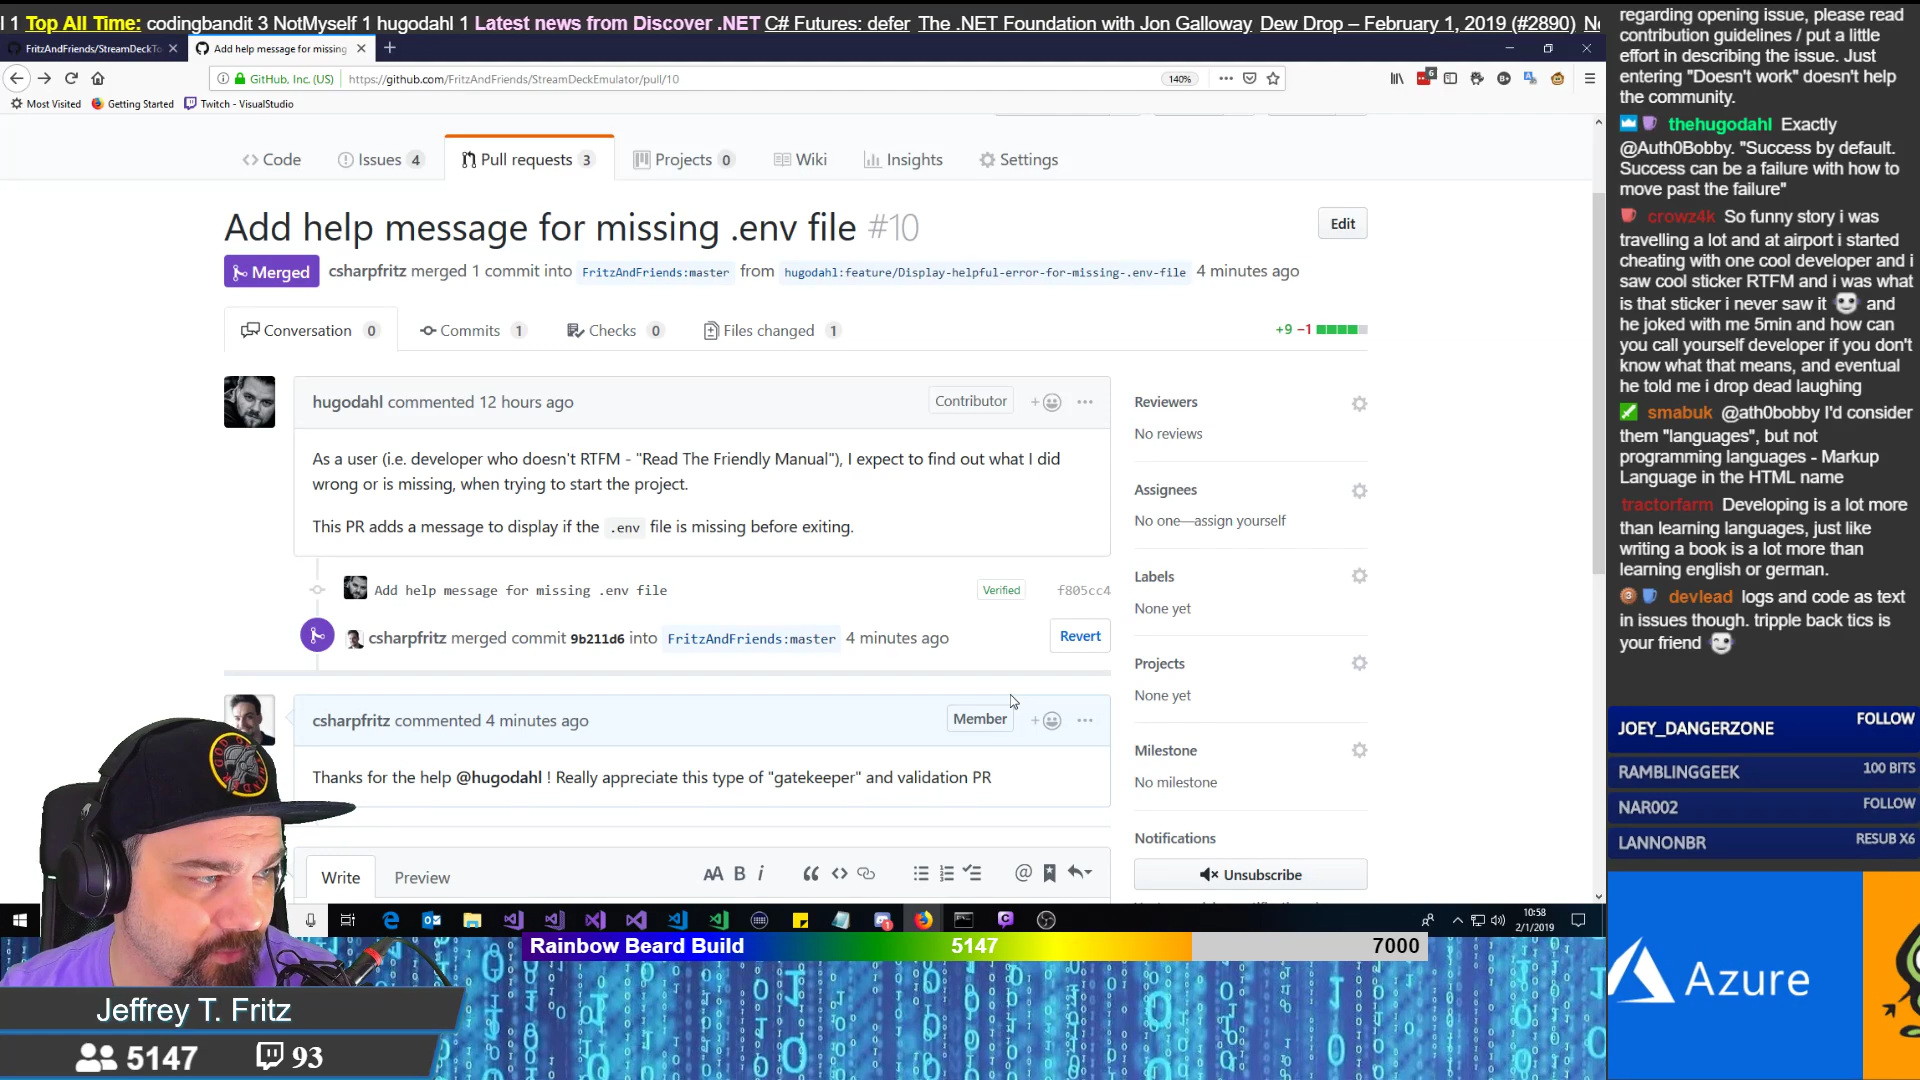 l 1 Top All Time: codingbandit 3 NotMyself 1 hugodahl 1 Latest news from Discover .NET C# Futures: defer The .NET Foundation with Jon Galloway Dew Drop – February 1, 2019 (#2890)
FritzAndFriends/StreamDeckTo
Add help message for missing
GitHub, Inc. (US)
https://github.com/FritzAndFriends/StreamDeckEmulator/pull/10
140%
6
Most Visited
Getting Started
Twitch - VisualStudio
Code
Issues 4
Pull requests 3
Projects 0
Wiki
Insights
Settings
Add help message for missing .env file #10
Edit
Merged
csharpfritz merged 1 commit into FritzAndFriends:master from hugodahl:feature/Display-helpful-error-for-missing-.env-file 4 minutes ago
Conversation 0
Commits 1
Checks 0
Files changed 1
+9 −1
hugodahl commented 12 hours ago
Contributor
As a user (i.e. developer who doesn't RTFM - "Read The Friendly Manual"), I expect to find out what I did
wrong or is missing, when trying to start the project.
This PR adds a message to display if the .env file is missing before exiting.
Add help message for missing .env file
Verified
f805cc4
csharpfritz merged commit 9b211d6 into FritzAndFriends:master 4 minutes ago
Revert
csharpfritz commented 4 minutes ago
Member
Thanks for the help @hugodahl ! Really appreciate this type of "gatekeeper" and validation PR
Write
Preview
AA B i
Reviewers
No reviews
Assignees
No one—assign yourself
Labels
None yet
Projects
None yet
Milestone
No milestone
Notifications
Unsubscribe
10:58
2/1/2019
regarding opening issue, please read
contribution guidelines / put a little
effort in describing the issue. Just
entering "Doesn't work" doesn't help
the community.
thehugodahl Exactly
@Auth0Bobby. "Success by default.
Success can be a failure with how to
move past the failure"
crowz4k So funny story i was
travelling a lot and at airport i started
cheating with one cool developer and i
saw cool sticker RTFM and i was what
is that sticker i never saw it and
he joked with me 5min and how can
you call yourself developer if you don't
know what that means, and eventual
he told me i drop dead laughing
smabuk @ath0bobby I'd consider
them "languages", but not
programming languages - Markup
Language in the HTML name
tractorfarm Developing is a lot more
than learning languages, just like
writing a book is a lot more than
learning english or german.
devlead logs and code as text
in issues though. tripple back tics is
your friend
JOEY_DANGERZONE FOLLOW
RAMBLINGGEEK 100 BITS
NAR002 FOLLOW
LANNONBR RESUB X6
Azure
Rainbow Beard Build 5147 7000
Jeffrey T. Fritz
5147 93